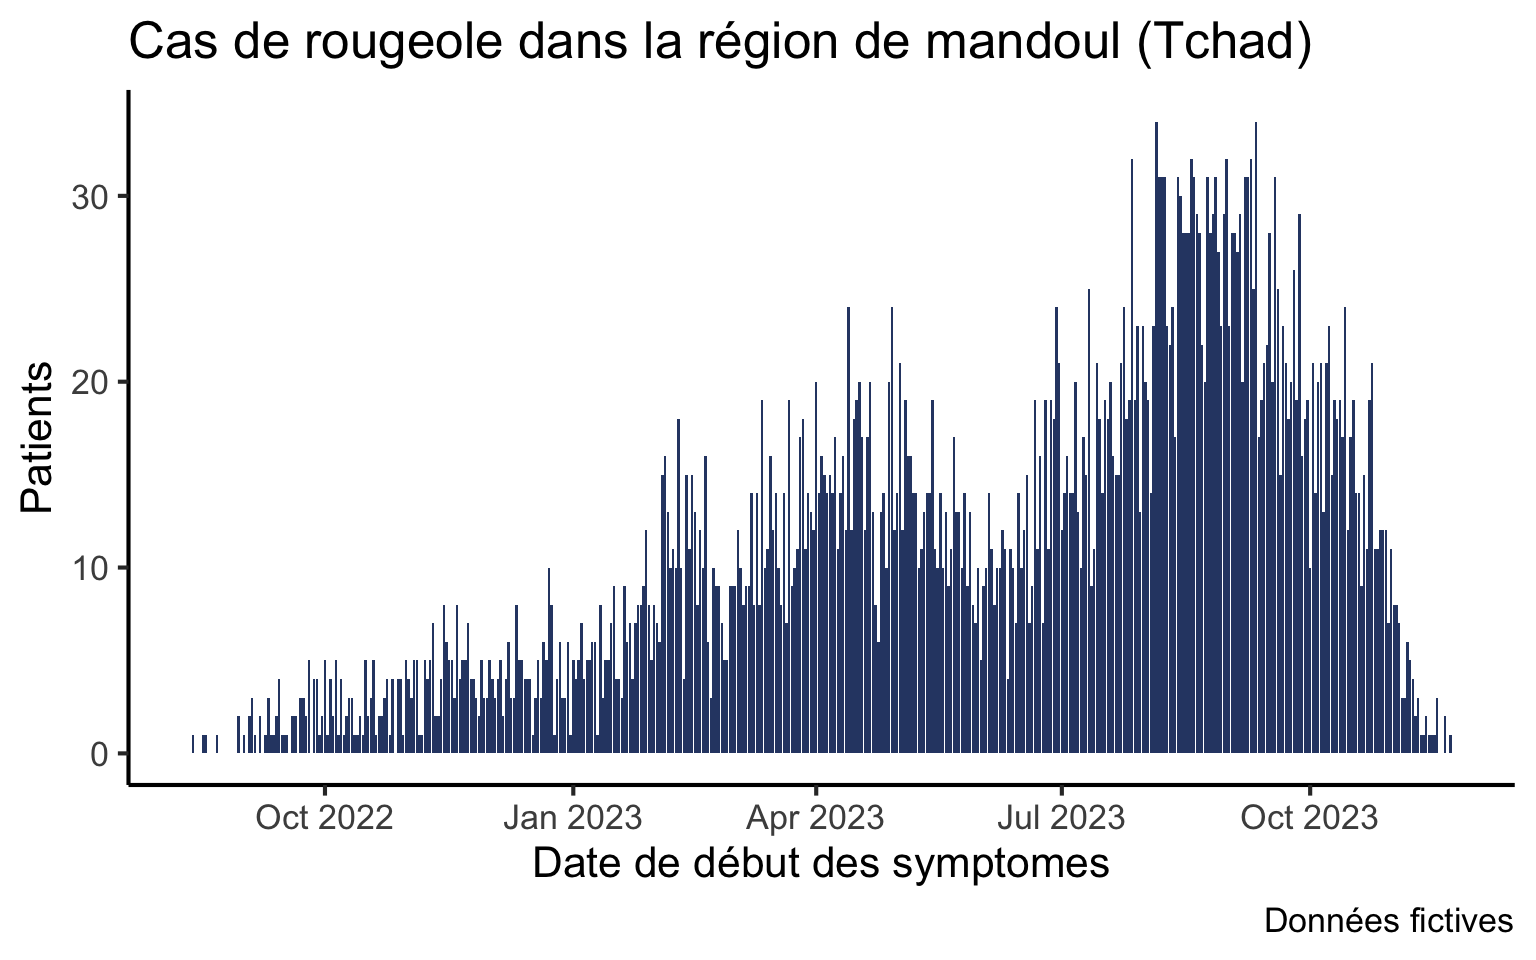 Cas de rougeole dans la région de mandoul (Tchad)
Patients
30
20
10
0
Oct 2022
Jan 2023
Apr 2023
Jul 2023
Oct 2023
Date de début des symptomes
Données fictives